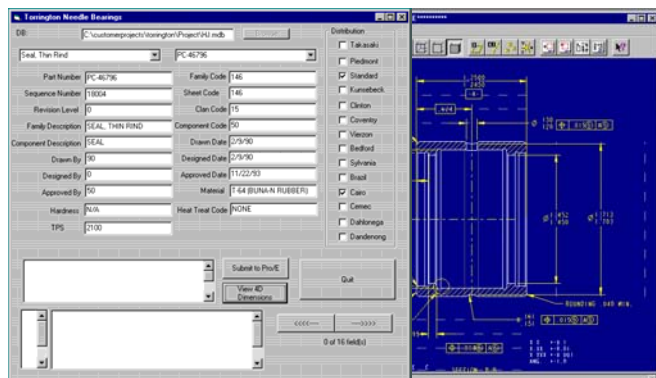 Torrington Needle Bearings
DB: C:\customerprojects\torrington\Project\HJ.mdb Browse
Seal, Thin Rind PC-46796
Part Number PC-46796 Family Code 146
Sequence Number 18004 Sheet Code 146
Revision Level 0 Clan Code 15
Family Description SEAL, THIN RIND Component Code 50
Component Description SEAL Drawn Date 2/9/90
Drawn By 90 Designed Date 2/9/90
Designed By 0 Approved Date 11/22/93
Approved By 50 Material T-64 (BUNA-N RUBBER)
Hardness N/A Heat Treat Code NONE
TPS 2100
Distribution
Takasaki
Piedmont
Standard
Kunsebeck
Clinton
Coventry
Vierzon
Bedford
Sylvania
Brazil
Cairo
Cemec
Dahlonega
Dandenong
Submit to Pro/E
View 4D
Dimensions
Quit
<<<<---- ---->>>>
0 of 16 field(s)
.424
ROUNDING .040 MIN.